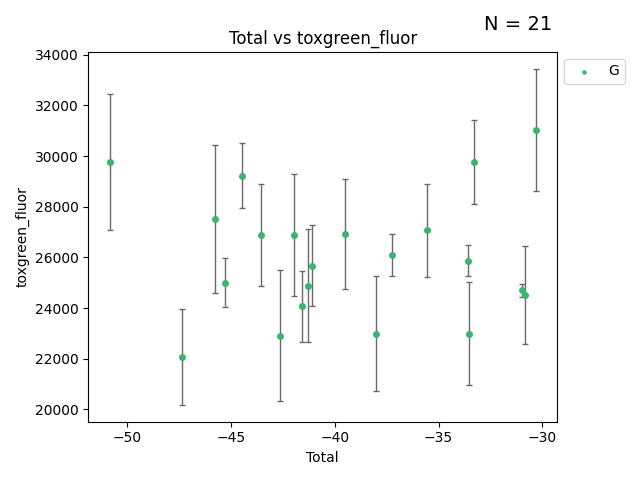 N = 21
Total vs toxgreen_fluor
G
34000
32000
30000
28000
26000
24000
22000
20000
toxgreen_fluor
−50
−45
−40
−35
−30
Total